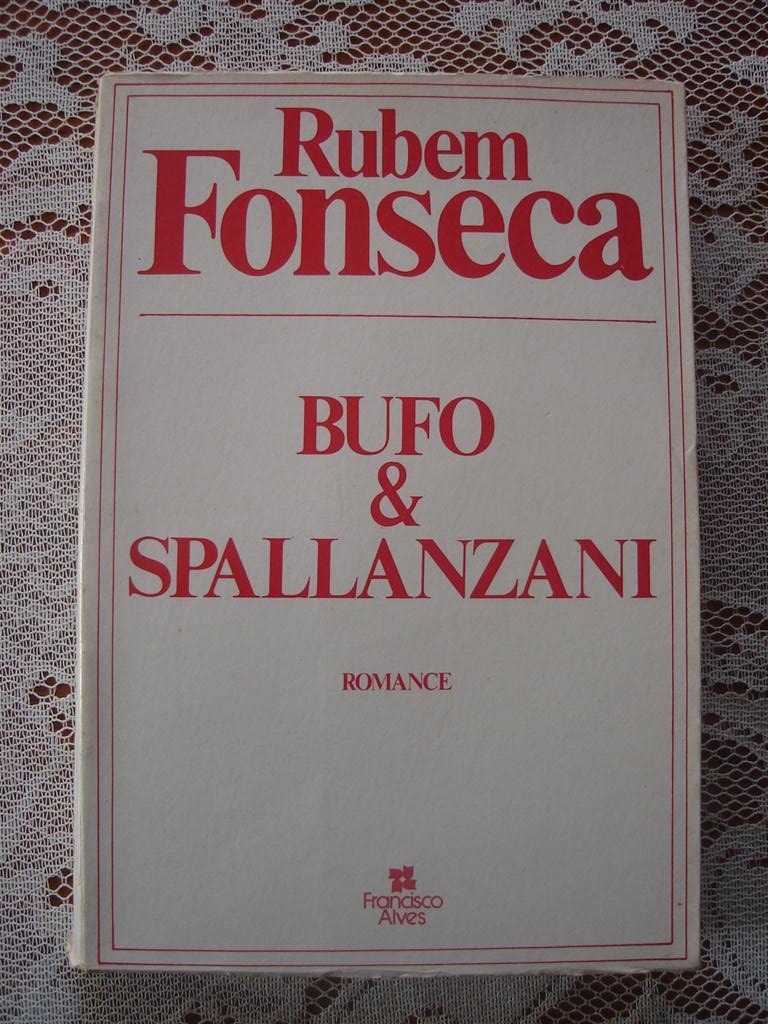 Rubem
Fonseca
BUFO
&
SPALLANZANI
ROMANCE
Francisco
Alves